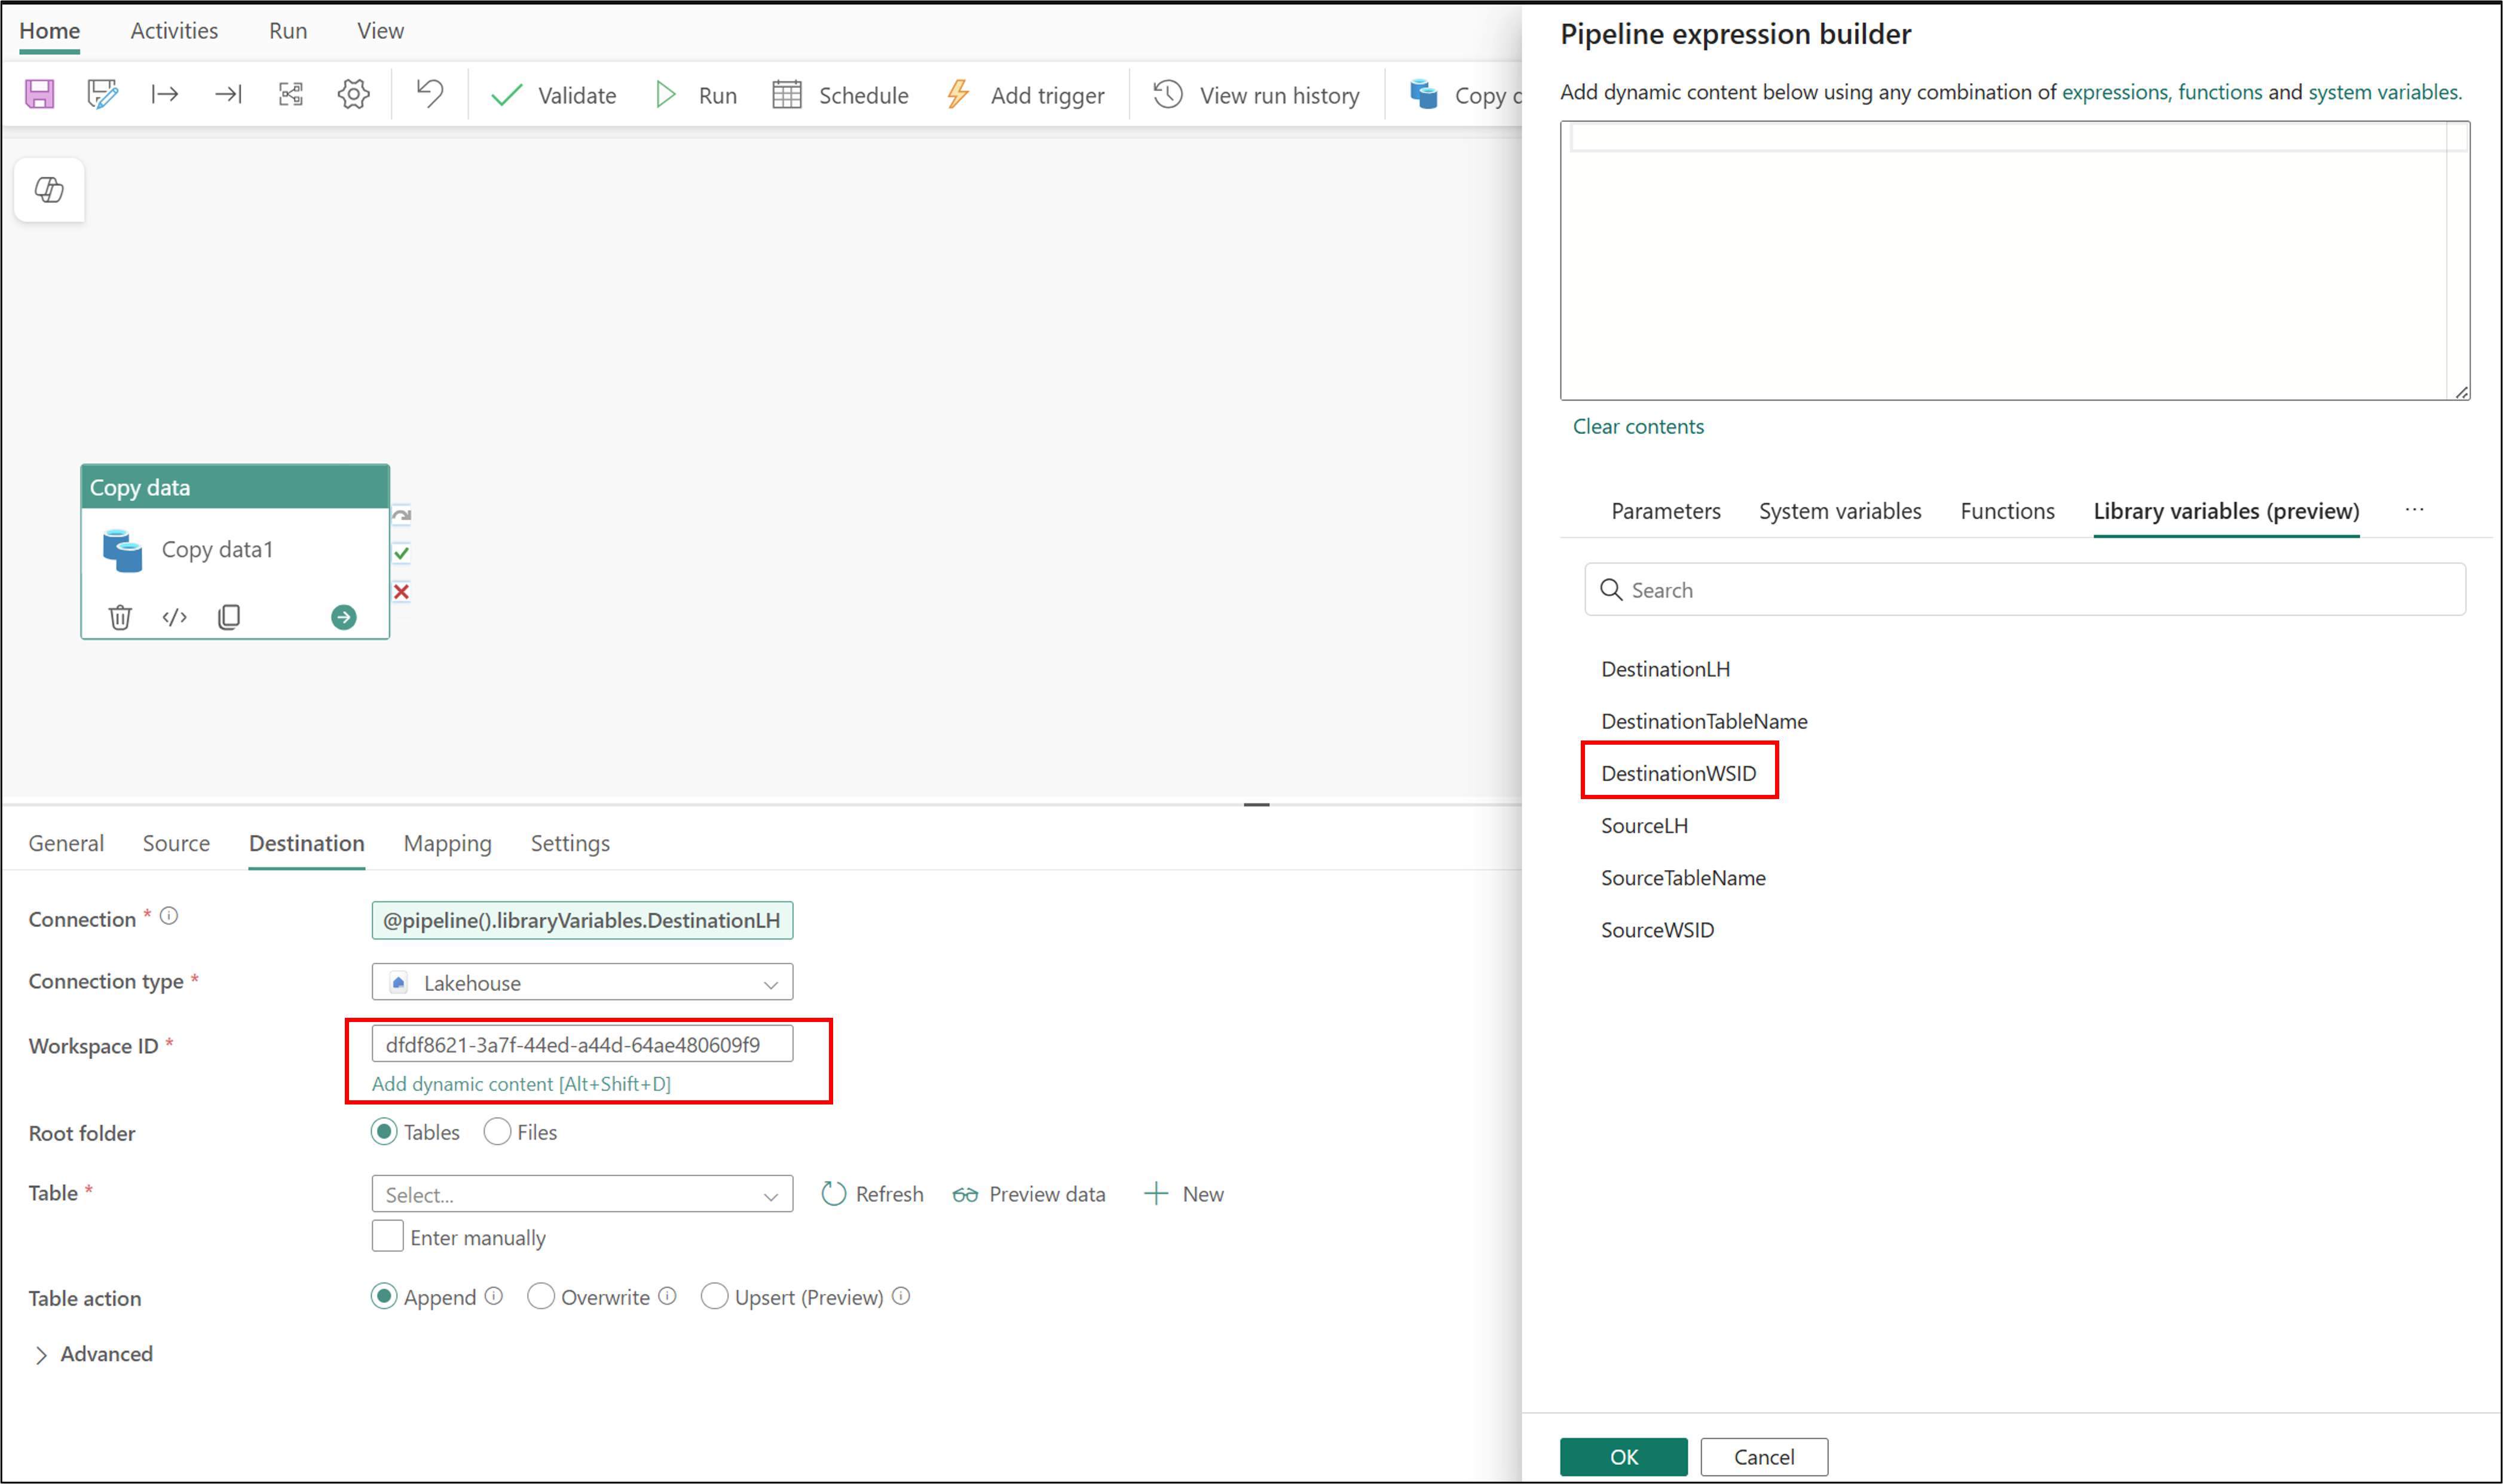 Home Activities Run View
Validate Run Schedule Add trigger View run history Copy d
Copy data
Copy data1
General Source Destination Mapping Settings
Connection * @pipeline().libraryVariables.DestinationLH
Connection type * Lakehouse
Workspace ID * dfdf8621-3a7f-44ed-a44d-64ae480609f9
Add dynamic content [Alt+Shift+D]
Root folder Tables Files
Table * Select... Refresh Preview data New
Enter manually
Table action Append Overwrite Upsert (Preview)
Advanced
Pipeline expression builder
Add dynamic content below using any combination of expressions, functions and system variables.
Clear contents
Parameters System variables Functions Library variables (preview) ...
Search
DestinationLH
DestinationTableName
DestinationWSID
SourceLH
SourceTableName
SourceWSID
OK Cancel